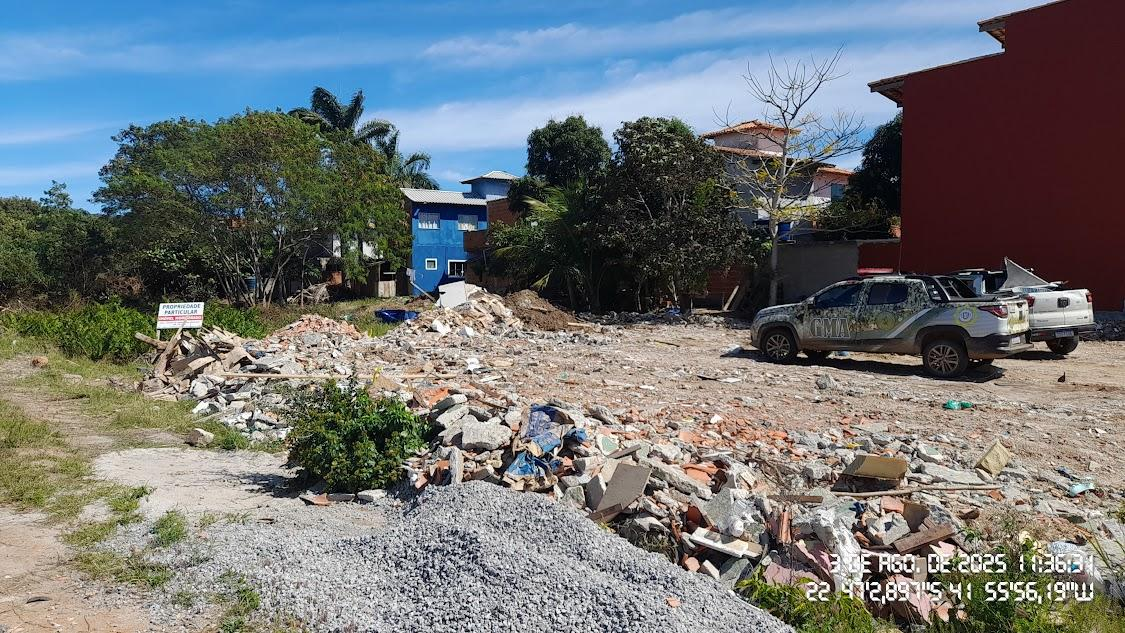 PROPRIEDADE
PARTICULAR
GMA
3 DE AGO. DE 2025 11:36:31
22 47'2,897"S 41 55'56,19"W